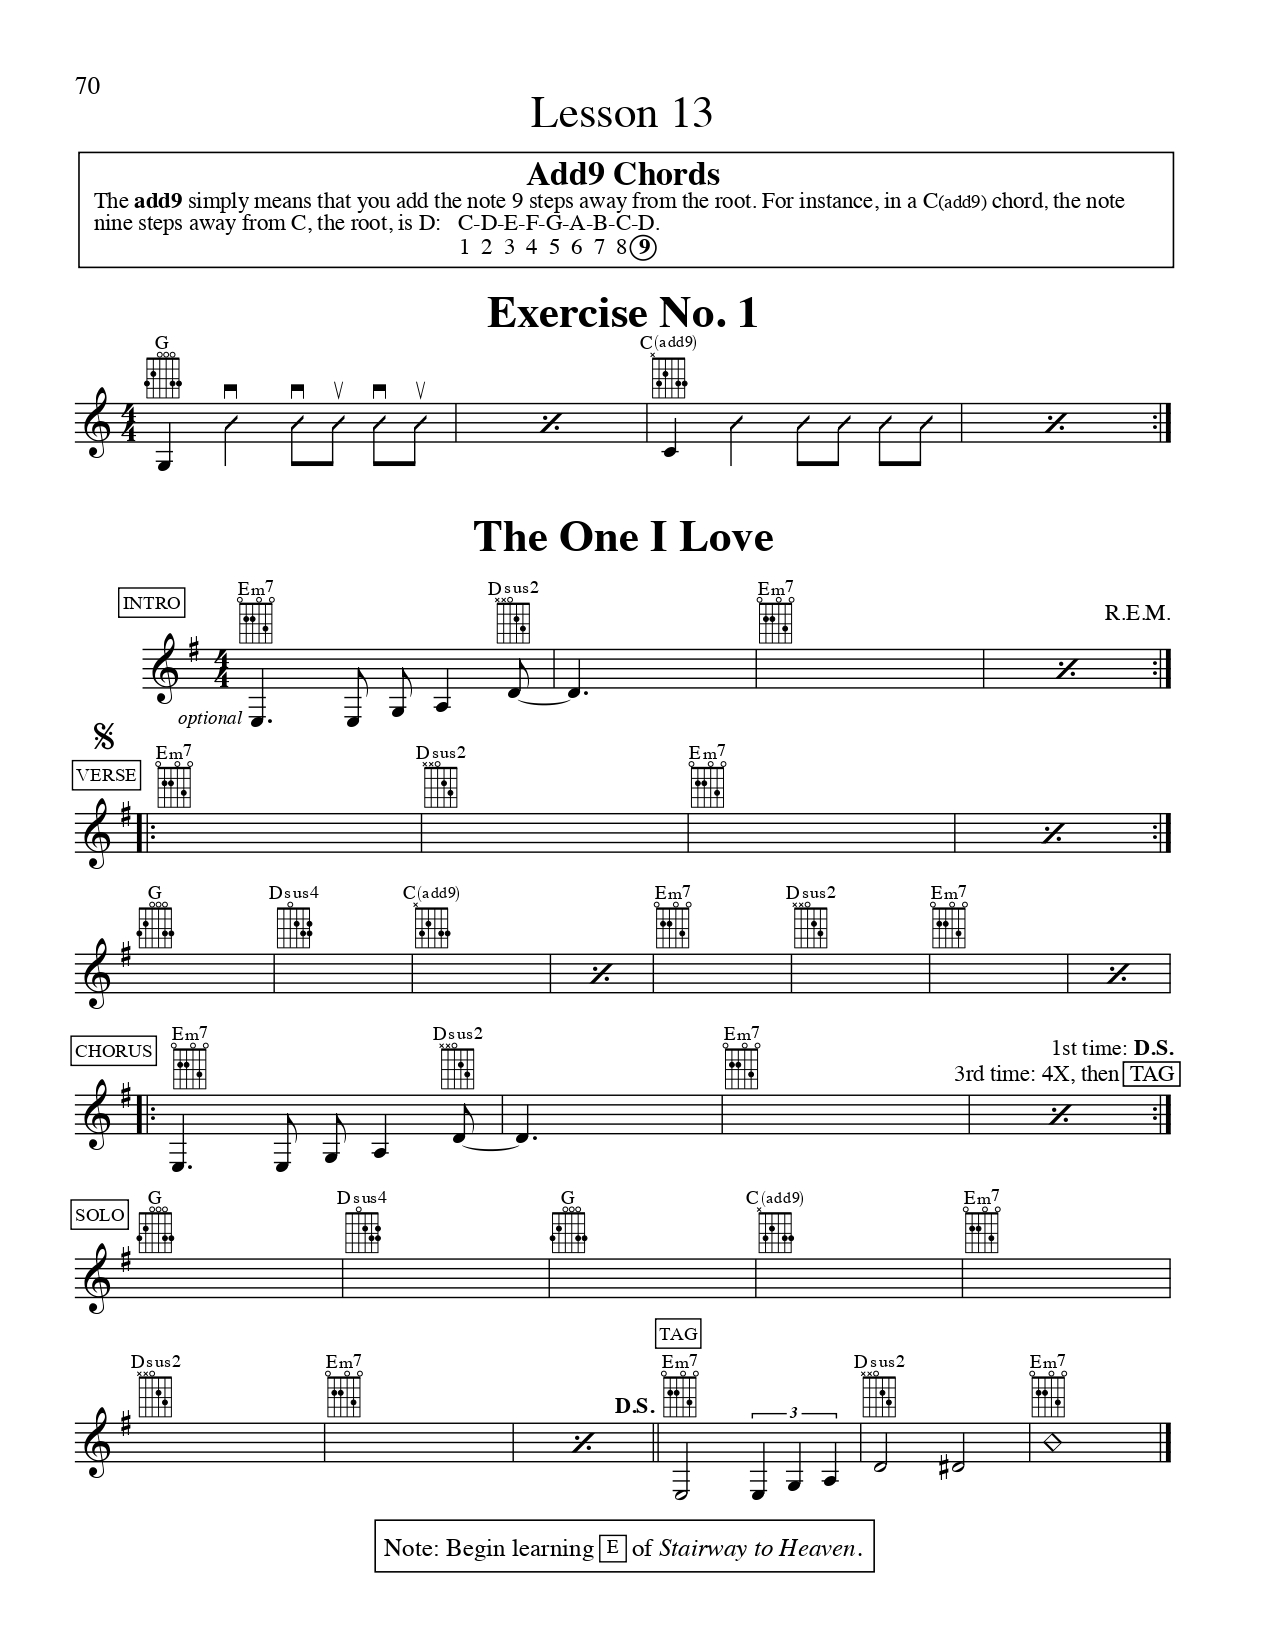 70
Lesson 13
Add9 Chords
The add9 simply means that you add the note 9 steps away from the root. For instance, in a C(add9) chord, the note
nine steps away from C, the root, is D: C-D-E-F-G-A-B-C-D.
1 2 3 4 5 6 7 8 9
Exercise No. 1
G C(add9)
4
4
The One I Love
INTRO Em7 Dsus2 Em7
R.E.M.
4
4
optional
VERSE Em7 Dsus2 Em7
G Dsus4 C(add9) Em7 Dsus2 Em7
CHORUS Em7 Dsus2 Em7
1st time: D.S.
3rd time: 4X, then TAG
SOLO G Dsus4 G C(add9) Em7
TAG
Dsus2 Em7 D.S. Em7 Dsus2 Em7
3
Note: Begin learning E of Stairway to Heaven.